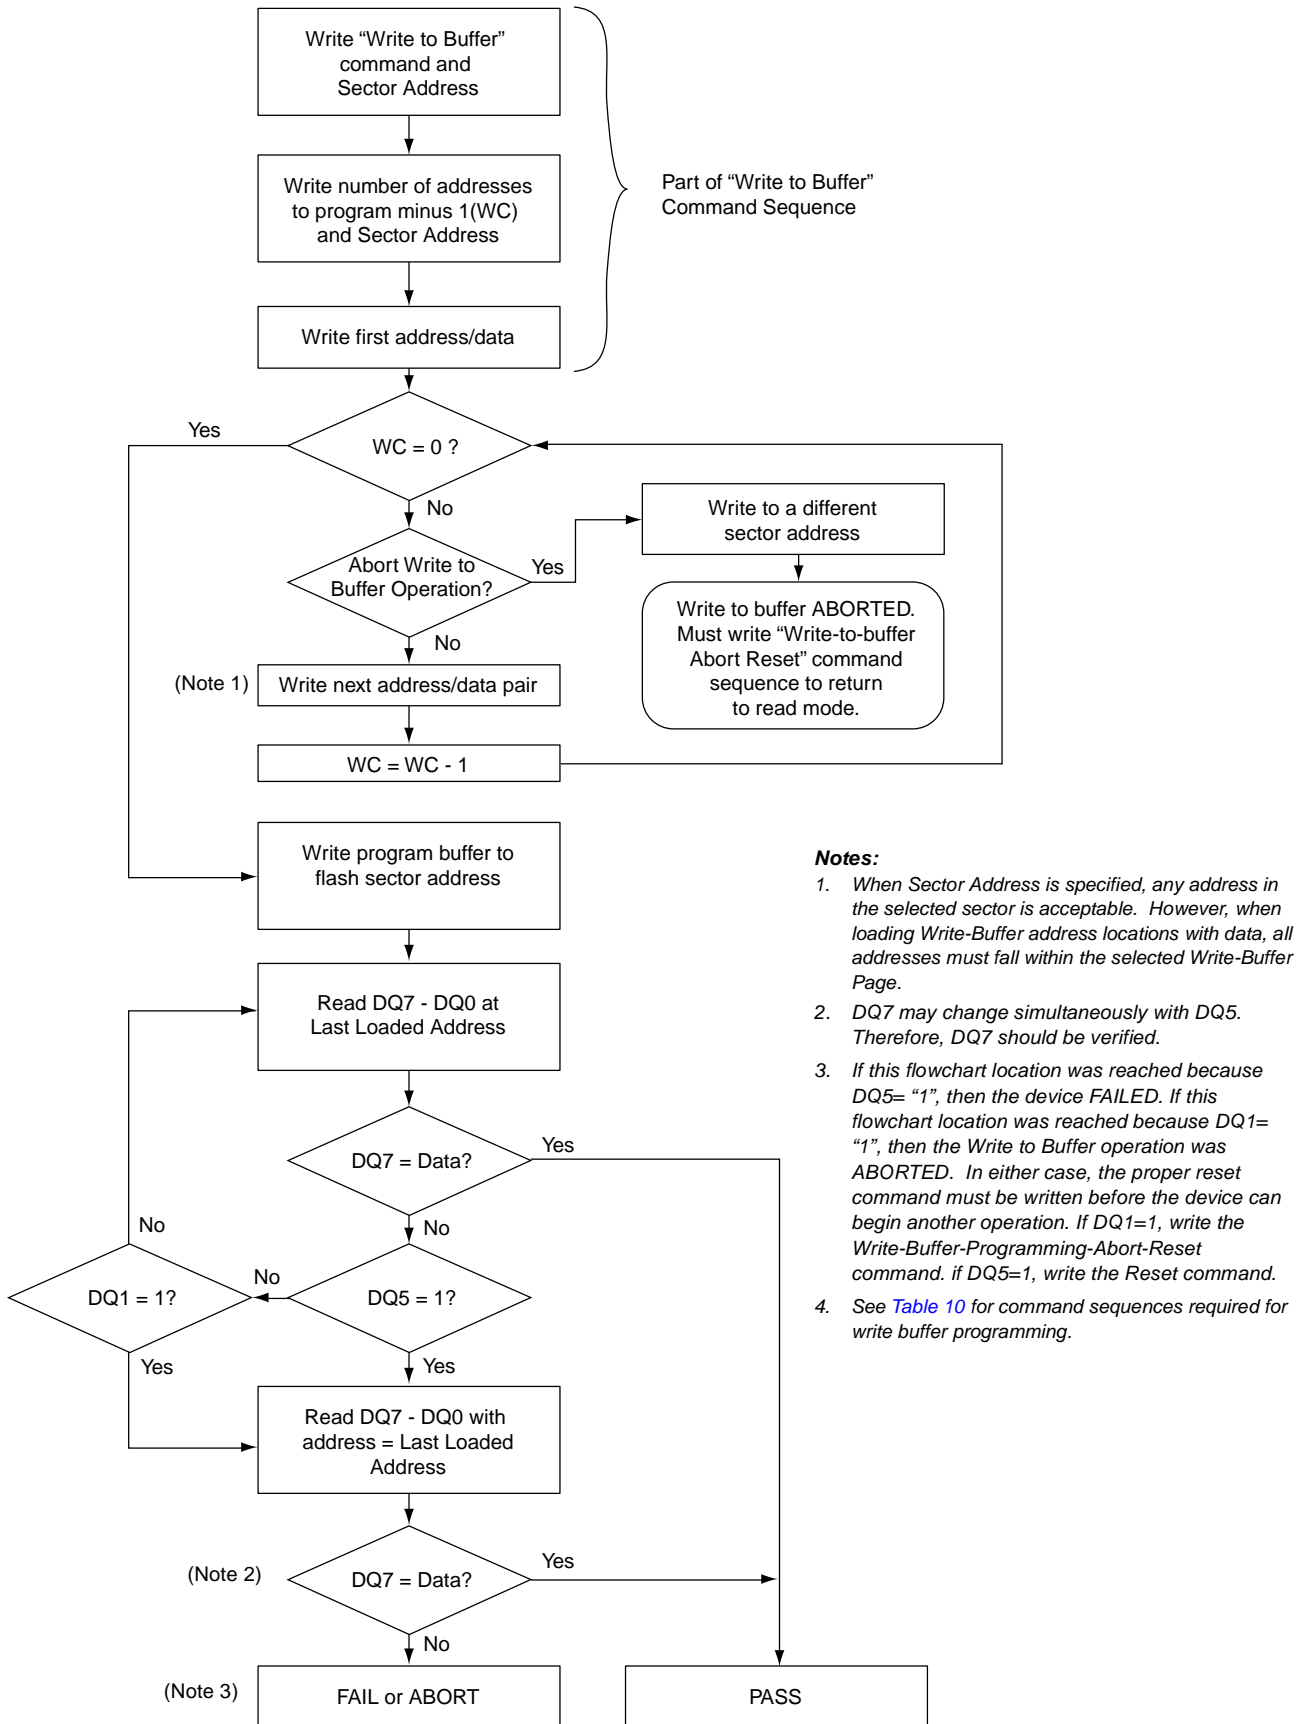 Write “Write to Buffer”
command and
Sector Address
Write number of addresses
to program minus 1(WC)
and Sector Address
Part of “Write to Buffer”
Command Sequence
Write first address/data
Yes
WC = 0 ?
No
Write to a different
sector address
Abort Write to
Buffer Operation?
Yes
Write to buffer ABORTED.
Must write “Write-to-buffer
Abort Reset” command
sequence to return
to read mode.
No
(Note 1)
Write next address/data pair
WC = WC - 1
Write program buffer to
flash sector address
Read DQ7 - DQ0 at
Last Loaded Address
DQ7 = Data?
Yes
No
No
DQ1 = 1?
No
DQ5 = 1?
Yes
Yes
Read DQ7 - DQ0 with
address = Last Loaded
Address
(Note 2)
DQ7 = Data?
Yes
No
(Note 3)
FAIL or ABORT
PASS
Notes:
1. When Sector Address is specified, any address in
the selected sector is acceptable. However, when
loading Write-Buffer address locations with data, all
addresses must fall within the selected Write-Buffer
Page.
2. DQ7 may change simultaneously with DQ5.
Therefore, DQ7 should be verified.
3. If this flowchart location was reached because
DQ5= “1”, then the device FAILED. If this
flowchart location was reached because DQ1=
“1”, then the Write to Buffer operation was
ABORTED. In either case, the proper reset
command must be written before the device can
begin another operation. If DQ1=1, write the
Write-Buffer-Programming-Abort-Reset
command. if DQ5=1, write the Reset command.
4. See Table 10 for command sequences required for
write buffer programming.